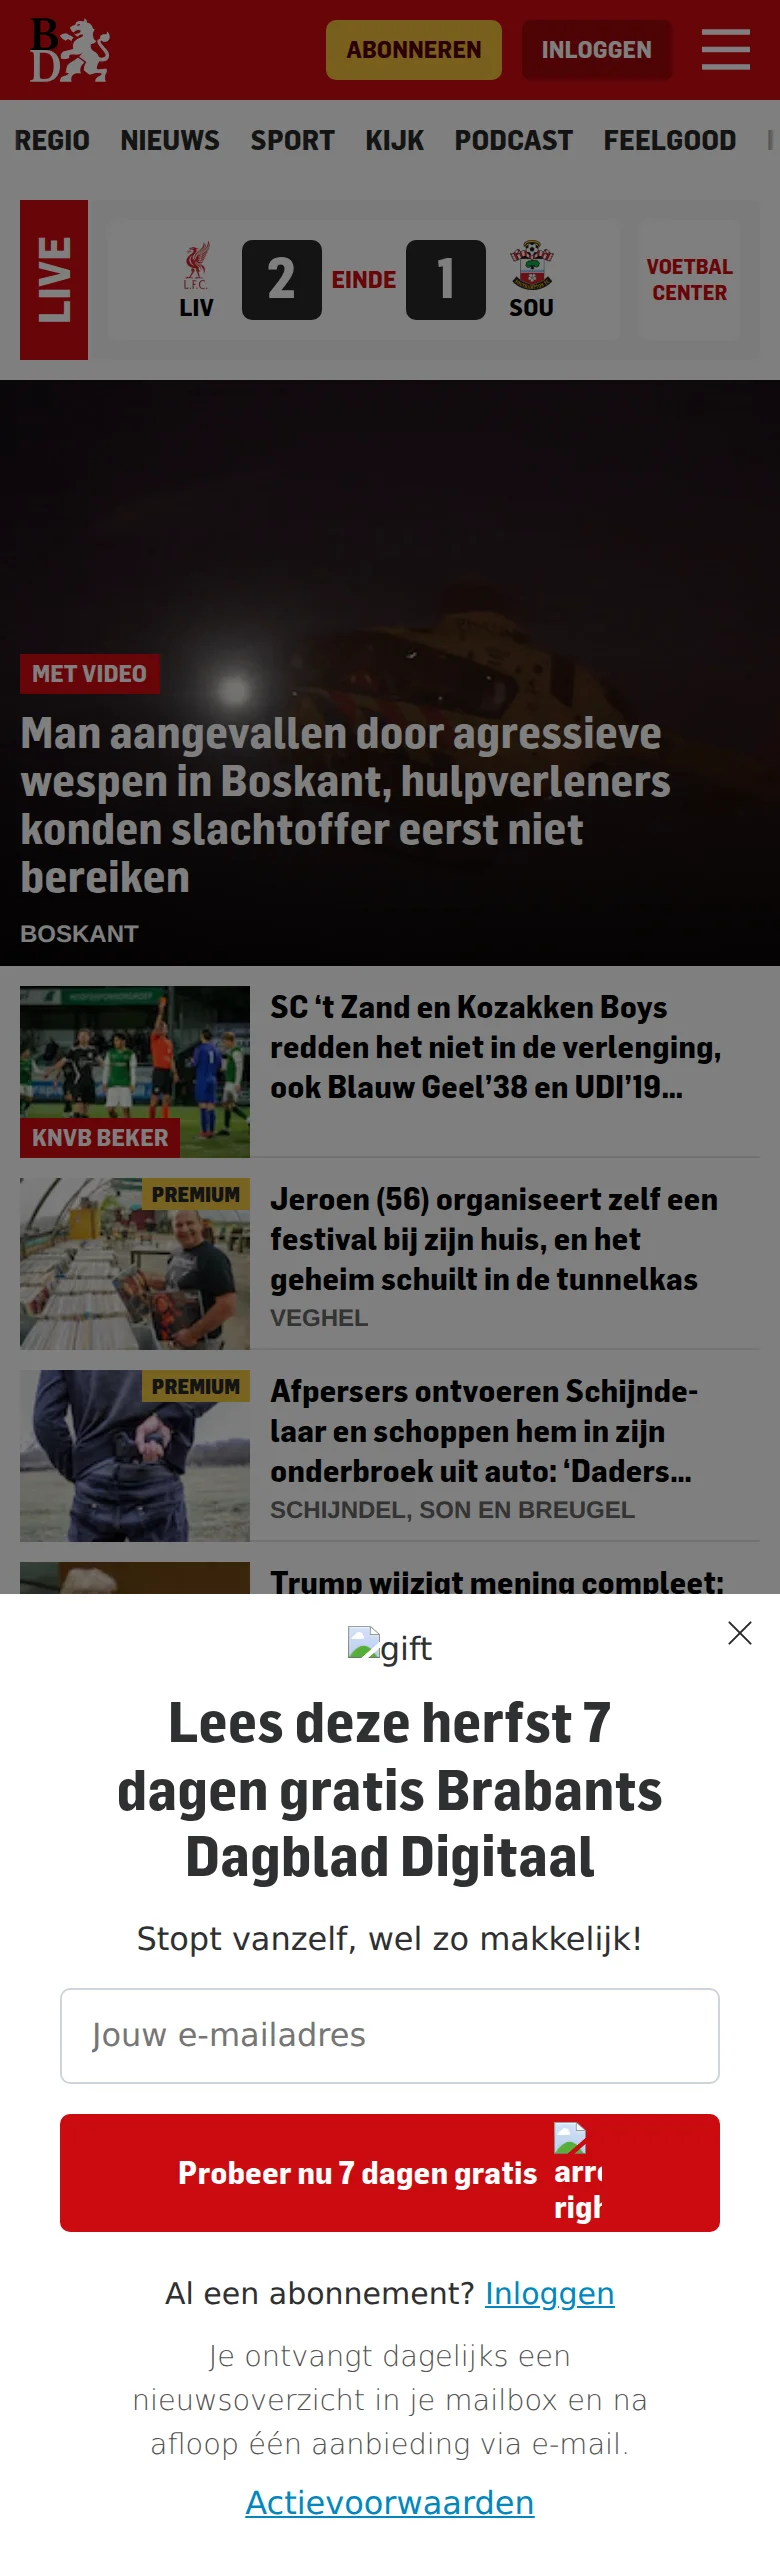 BD
ABONNEREN
INLOGGEN
REGIO NIEUWS SPORT KIJK PODCAST FEELGOOD
LIVE
L.F.C.
LIV
2
EINDE
1
SOU
VOETBAL
CENTER
MET VIDEO
Man aangevallen door agressieve
wespen in Boskant, hulpverleners
konden slachtoffer eerst niet
bereiken
BOSKANT
KNVB BEKER
SC ‘t Zand en Kozakken Boys
redden het niet in de verlenging,
ook Blauw Geel’38 en UDI’19...
PREMIUM
Jeroen (56) organiseert zelf een
festival bij zijn huis, en het
geheim schuilt in de tunnelkas
VEGHEL
PREMIUM
Afpersers ontvoeren Schijnde-
laar en schoppen hem in zijn
onderbroek uit auto: ‘Daders...
SCHIJNDEL, SON EN BREUGEL
Trump wijzigt mening compleet:
gift
Lees deze herfst 7
dagen gratis Brabants
Dagblad Digitaal
Stopt vanzelf, wel zo makkelijk!
Jouw e-mailadres
Probeer nu 7 dagen gratis
Al een abonnement? Inloggen
Je ontvangt dagelijks een
nieuwsoverzicht in je mailbox en na
afloop één aanbieding via e-mail.
Actievoorwaarden